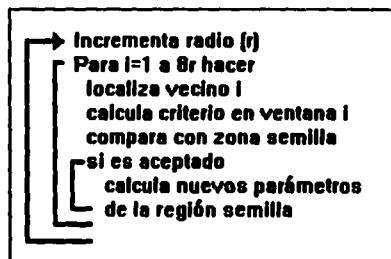 Incrementa radio (r)
Para i=1 a 8r hacer
localiza vecino i
calcula criterio en ventana i
compara con zona semilla
si es aceptado
calcula nuevos parámetros
de la región semilla